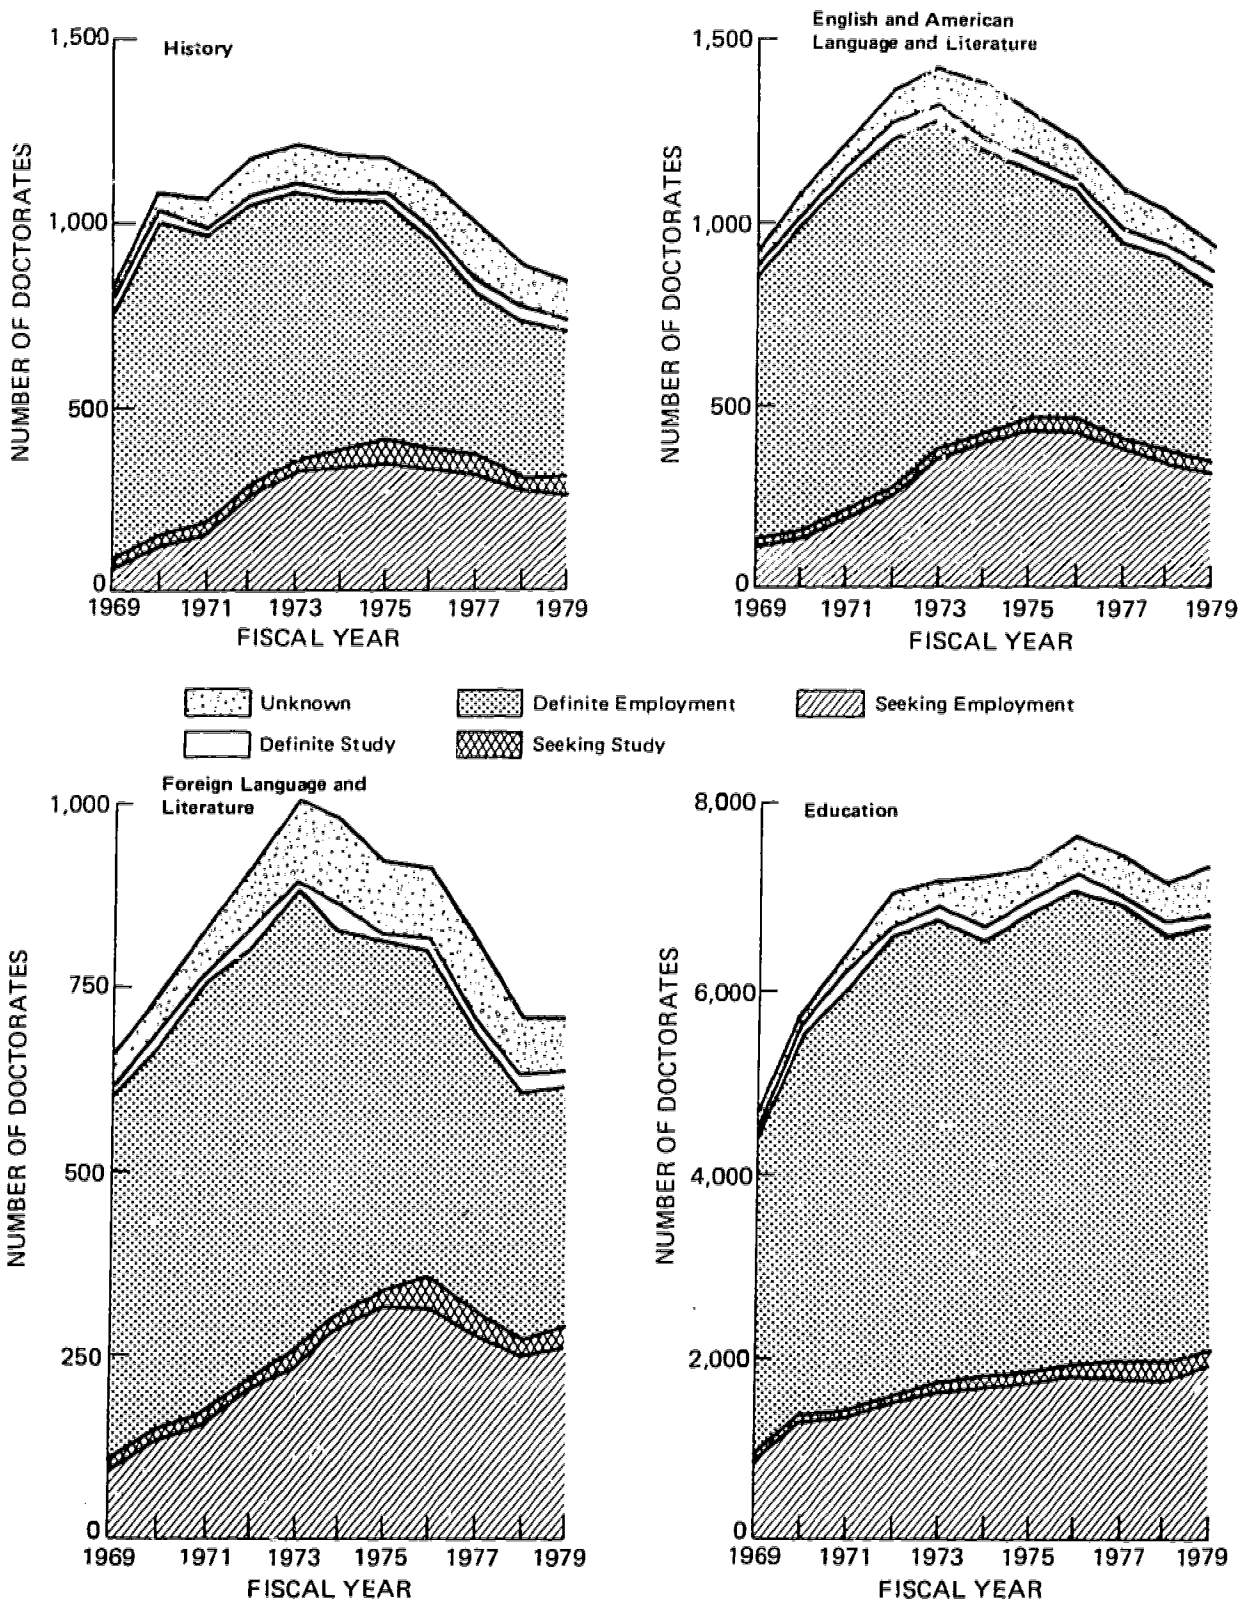 History
1,500
1,000
500
0
NUMBER OF DOCTORATES
1969 1971 1973 1975 1977 1979
FISCAL YEAR
English and American
Language and Literature
1,500
1,000
500
0
NUMBER OF DOCTORATES
1969 1971 1973 1975 1977 1979
FISCAL YEAR
Unknown
Definite Employment
Seeking Employment
Definite Study
Seeking Study
Foreign Language and
Literature
1,000
750
500
250
0
NUMBER OF DOCTORATES
1969 1971 1973 1975 1977 1979
FISCAL YEAR
Education
8,000
6,000
4,000
2,000
0
NUMBER OF DOCTORATES
1969 1971 1973 1975 1977 1979
FISCAL YEAR